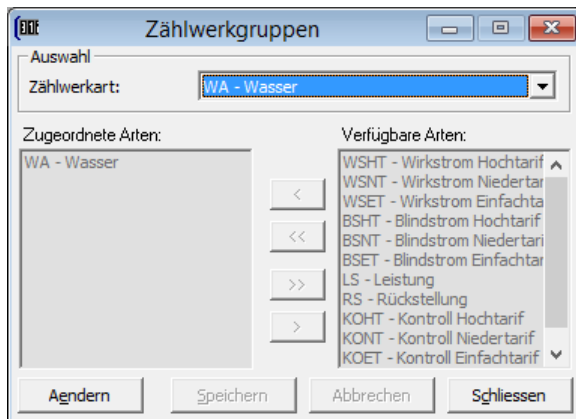 Zählwerkgruppen
Auswahl
Zählwerkart:
WA - Wasser
Zugeordnete Arten:
WA - Wasser
<
<<
>>
>
Verfügbare Arten:
WSHT - Wirkstrom Hochtarif
WSNT - Wirkstrom Niedertar
WSET - Wirkstrom Einfachta
BSHT - Blindstrom Hochtarif
BSNT - Blindstrom Niedertari
BSET - Blindstrom Einfachtar
LS - Leistung
RS - Rückstellung
KOHT - Kontroll Hochtarif
KONT - Kontroll Niedertarif
KOET - Kontroll Einfachtarif
Aendern
Speichern
Abbrechen
Schliessen